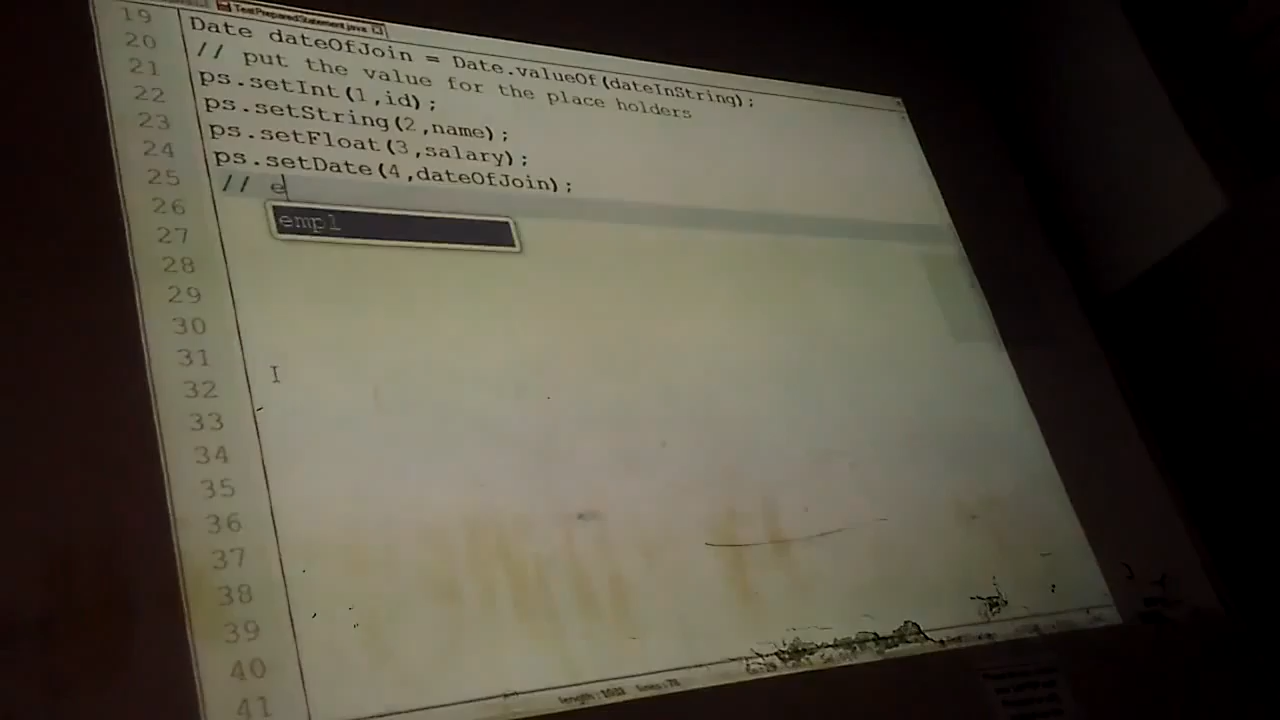 TestPreparedStatement.java
19 Date dateOfJoin = Date.valueOf(dateInString);
20 // put the value for the place holders
21 ps.setInt(1,id);
22 ps.setString(2,name);
23 ps.setFloat(3,salary);
24 ps.setDate(4,dateOfJoin);
25 // e
26 empl
27
28
29
30
31
32
33
34
35
36
37
38
39
40
41